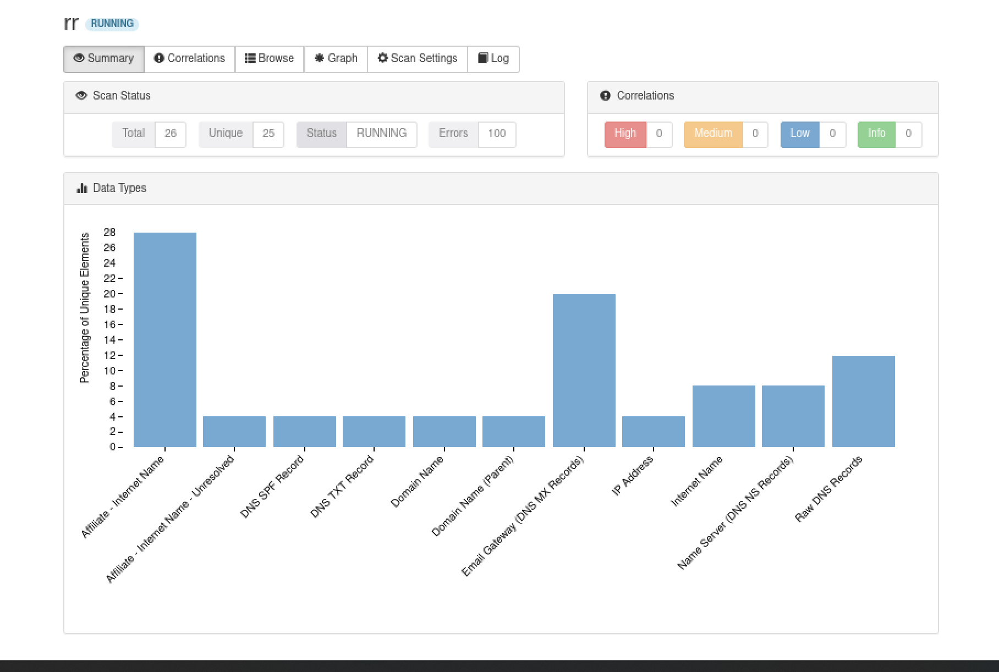 rr RUNNING
Summary Correlations Browse Graph Scan Settings Log
Scan Status
Total 26 Unique 25 Status RUNNING Errors 100
Correlations
High 0 Medium 0 Low 0 Info 0
Data Types
Percentage of Unique Elements
28
26
24
22
20
18
16
14
12
10
8
6
4
2
0
Affiliate - Internet Name
Affiliate - Internet Name - Unresolved
DNS SPF Record
DNS TXT Record
Domain Name
Domain Name (Parent)
Email Gateway (DNS MX Records)
IP Address
Internet Name
Name Server (DNS NS Records)
Raw DNS Records